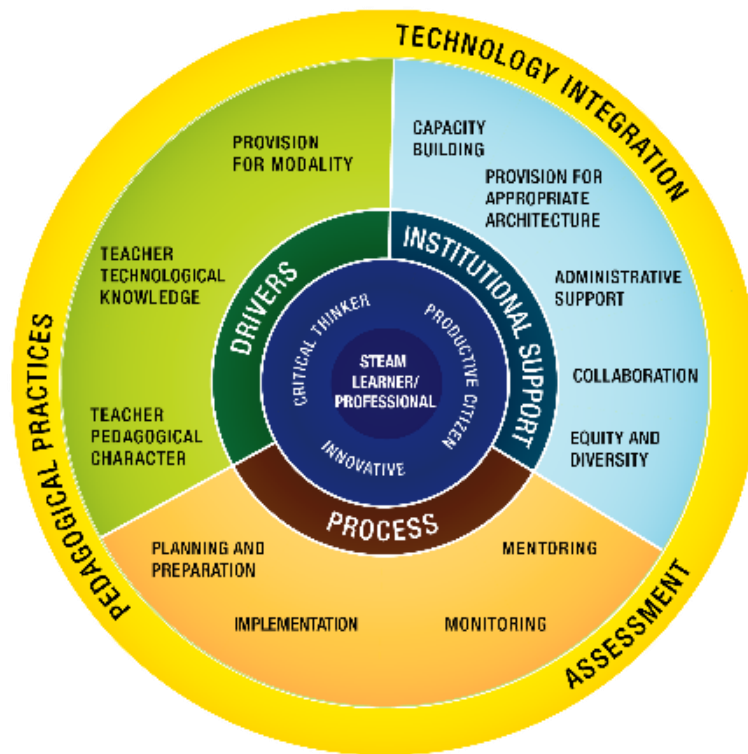 TECHNOLOGY INTEGRATION
PROVISION
FOR MODALITY
TEACHER
TECHNOLOGICAL
KNOWLEDGE
TEACHER
PEDAGOGICAL
CHARACTER
CAPACITY
BUILDING
PROVISION FOR
APPROPRIATE
ARCHITECTURE
ADMINISTRATIVE
SUPPORT
COLLABORATION
EQUITY AND
DIVERSITY
DRIVERS
INSTITUTIONAL SUPPORT
CRITICAL THINKER
PRODUCTIVE CITIZEN
STEAM
LEARNER/
PROFESSIONAL
INNOVATIVE
PROCESS
PLANNING AND
PREPARATION
IMPLEMENTATION
MENTORING
MONITORING
PEDAGOGICAL PRACTICES
ASSESSMENT